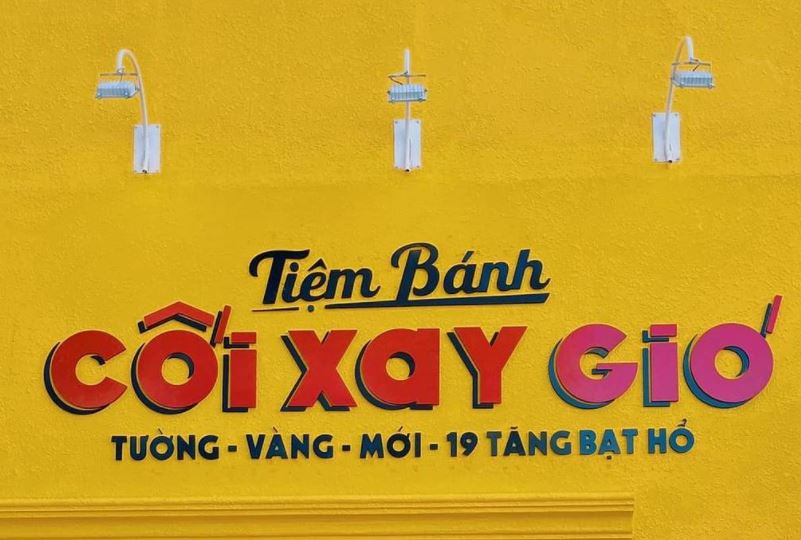 Tiệm Bánh
CỐI XAY GIÓ
TƯỜNG - VÀNG - MỚI - 19 TĂNG BẠT HỔ